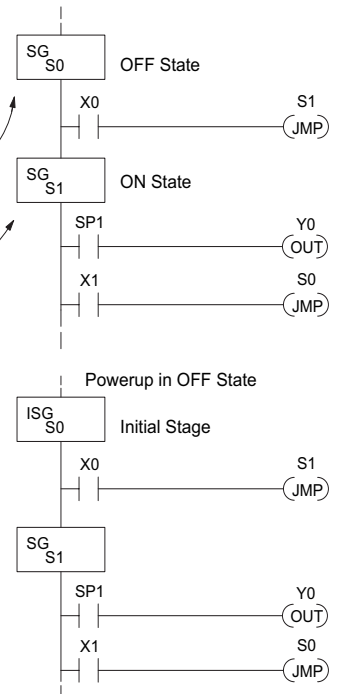 SG
S0
OFF State
X0 S1
JMP
SG
S1
ON State
SP1 Y0
OUT
X1 S0
JMP
Powerup in OFF State
ISG
S0
Initial Stage
X0 S1
JMP
SG
S1
SP1 Y0
OUT
X1 S0
JMP